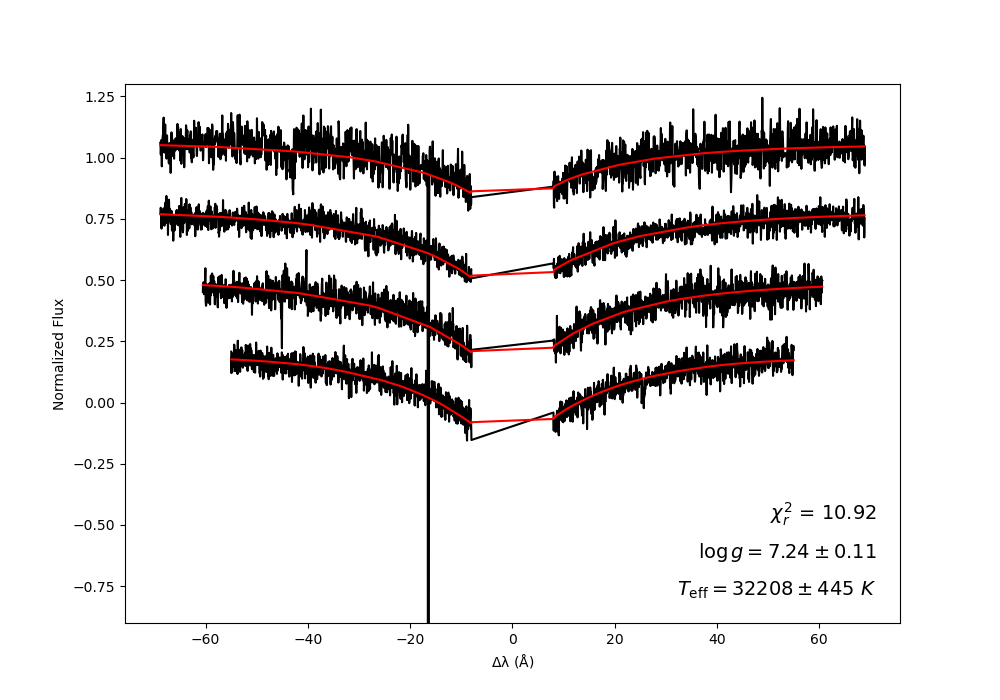 1.25
1.00
0.75
0.50
0.25
0.00
−0.25
−0.50
−0.75
Normalized Flux
χ²ᵣ = 10.92
log g = 7.24 ± 0.11
T_eff = 32208 ± 445 K
−60 −40 −20 0 20 40 60
Δλ (Å)